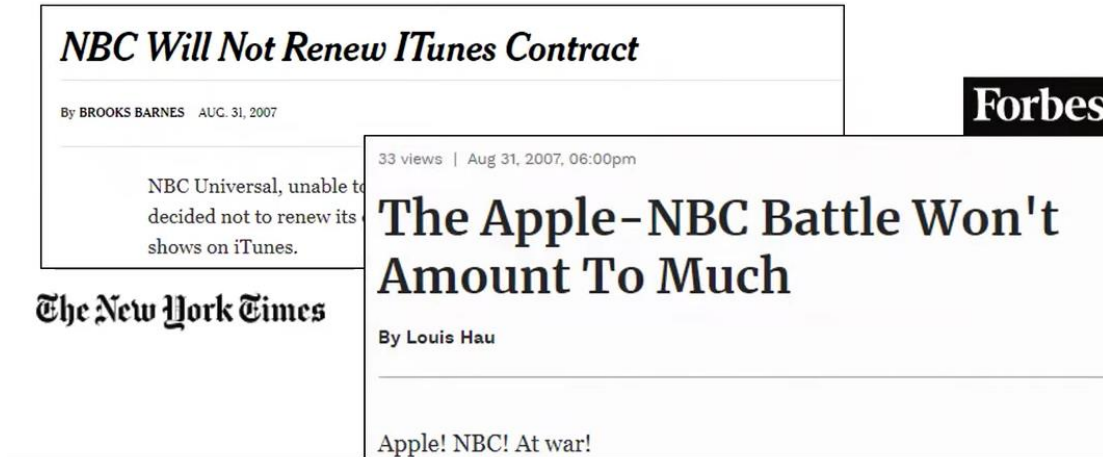 NBC Will Not Renew ITunes Contract
By BROOKS BARNES AUG. 31, 2007
NBC Universal, unable to
decided not to renew its
shows on iTunes.
The New York Times
Forbes
33 views | Aug 31, 2007, 06:00pm
The Apple-NBC Battle Won't
Amount To Much
By Louis Hau
Apple! NBC! At war!